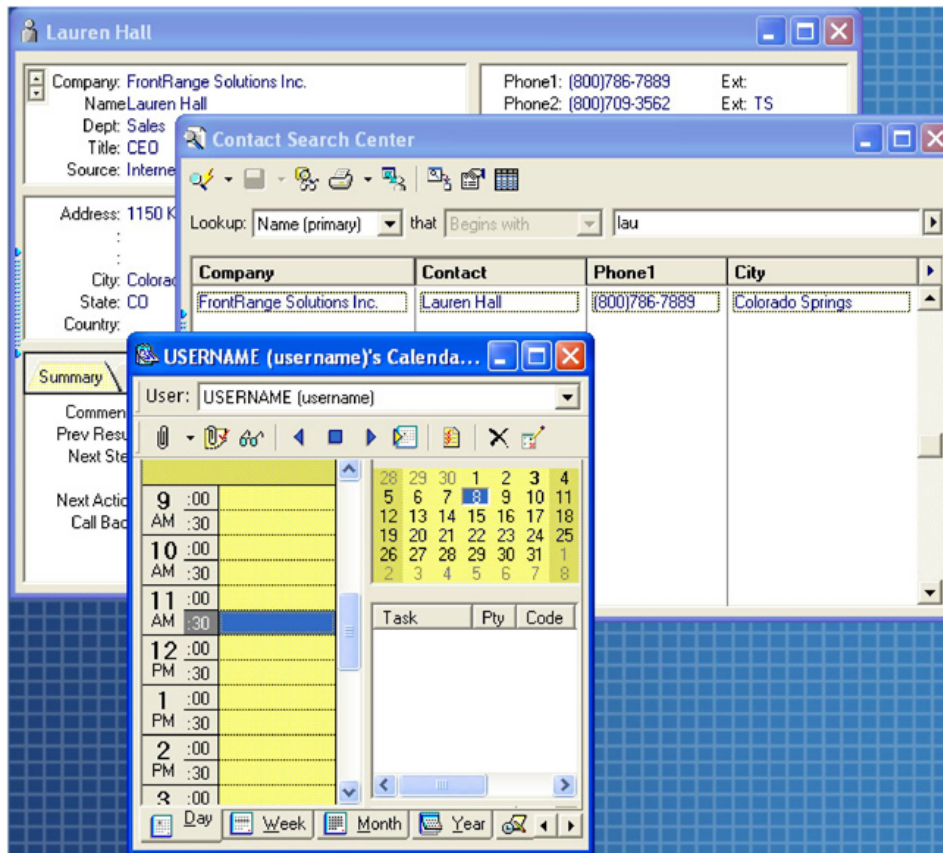 Lauren Hall
Company: FrontRange Solutions Inc.
Phone1: (800)786-7889 Ext:
NameLauren Hall
Phone2: (800)709-3562 Ext: TS
Dept: Sales
Title: CEO
Source: Interne
Address: 1150 K
:
:
City: Colorad
State: CO
Country:
Summary
Commen
Prev Resu
Next Ste
Next Actio
Call Bac
Contact Search Center
Lookup: Name (primary) that Begins with lau
Company Contact Phone1 City
FrontRange Solutions Inc. Lauren Hall (800)786-7889 Colorado Springs
USERNAME (username)'s Calenda...
User: USERNAME (username)
9 :00
AM :30
10 :00
AM :30
11 :00
AM :30
12 :00
PM :30
1 :00
PM :30
2 :00
PM :30
3 :00
28 29 30 1 2 3 4
5 6 7 8 9 10 11
12 13 14 15 16 17 18
19 20 21 22 23 24 25
26 27 28 29 30 31 1
2 3 4 5 6 7 8
Task Pty Code
Day Week Month Year